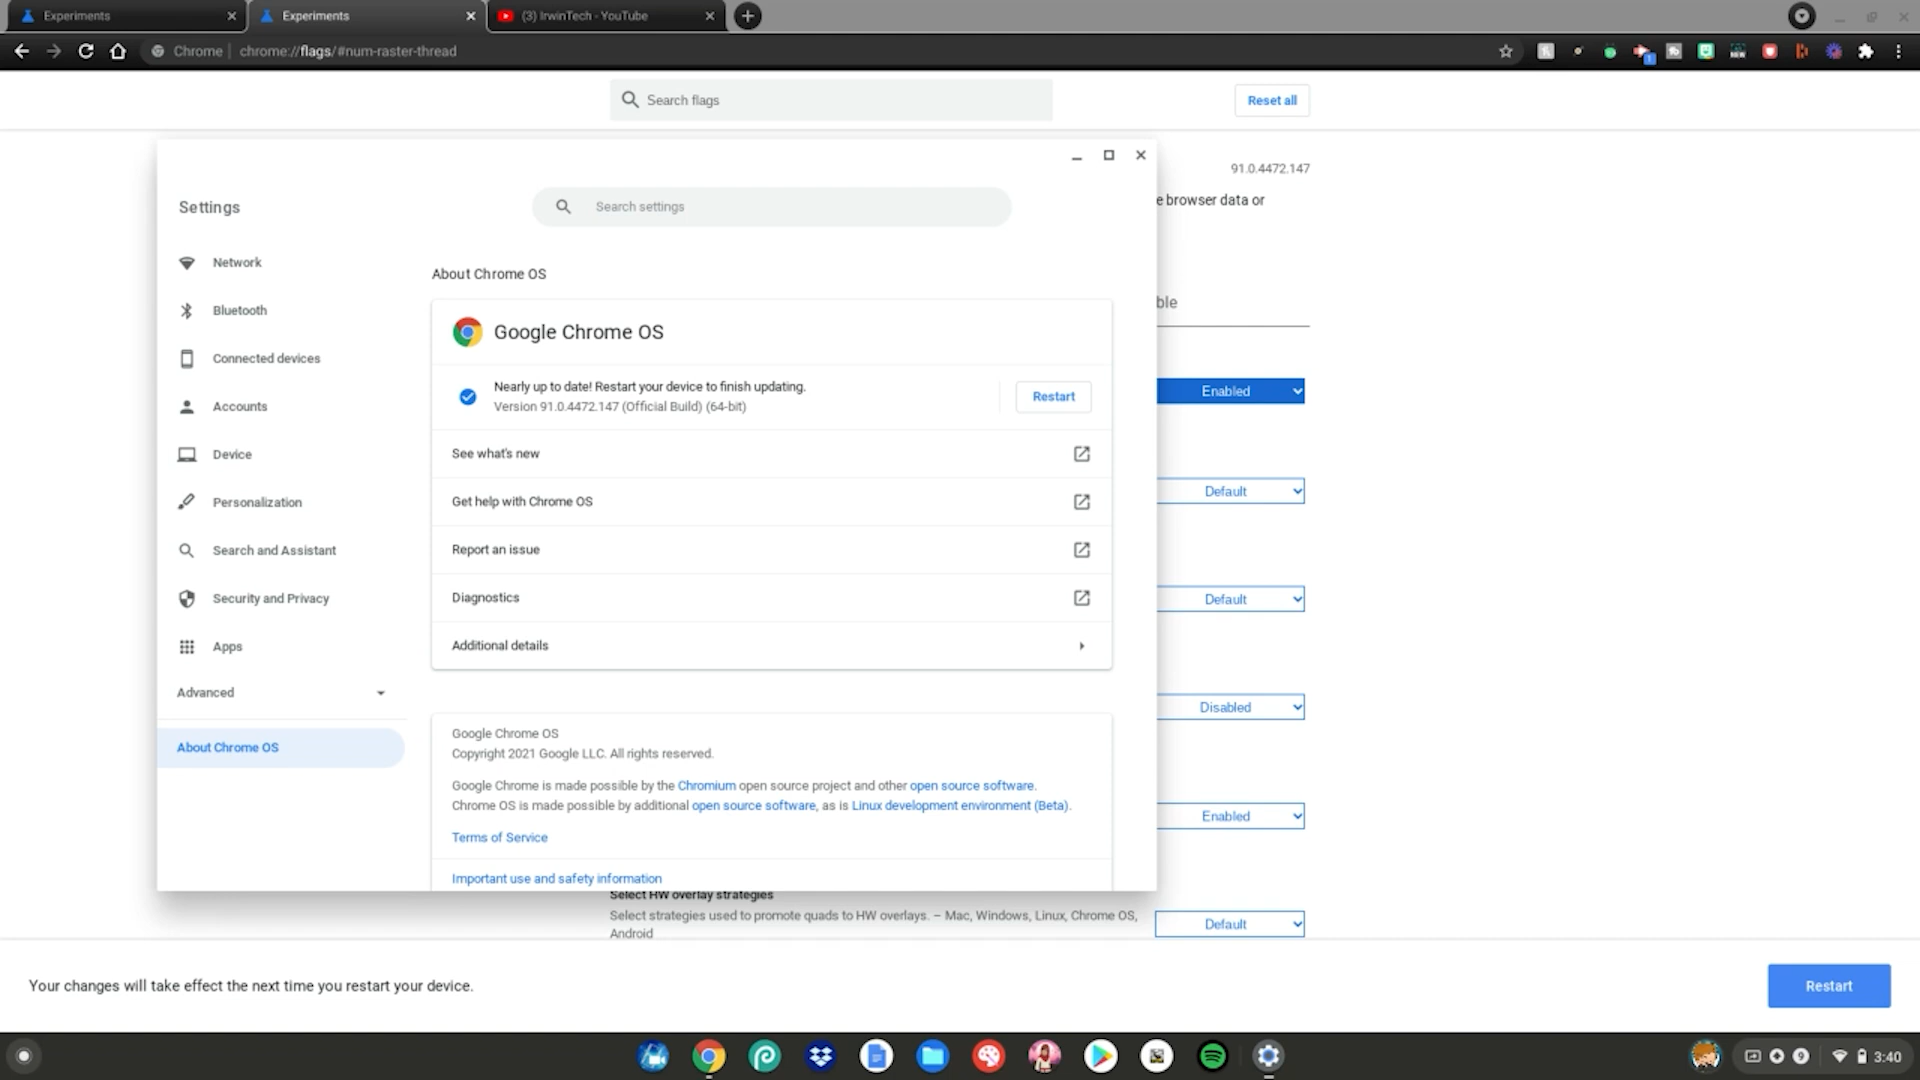 Experiments
Experiments
(3) IrwinTech - YouTube
Chrome | chrome://flags/#num-raster-thread
Search flags
Reset all
91.0.4472.147
e browser data or
ble
Settings
Search settings
Network
Bluetooth
Connected devices
Accounts
Device
Personalization
Search and Assistant
Security and Privacy
Apps
Advanced
About Chrome OS
About Chrome OS
Google Chrome OS
Nearly up to date! Restart your device to finish updating.
Version 91.0.4472.147 (Official Build) (64-bit)
Restart
See what's new
Get help with Chrome OS
Report an issue
Diagnostics
Additional details
Google Chrome OS
Copyright 2021 Google LLC. All rights reserved.
Google Chrome is made possible by the Chromium open source project and other open source software.
Chrome OS is made possible by additional open source software, as is Linux development environment (Beta).
Terms of Service
Important use and safety information
Enabled
Default
Default
Disabled
Enabled
Select HW overlay strategies
Select strategies used to promote quads to HW overlays. – Mac, Windows, Linux, Chrome OS,
Android
Default
Your changes will take effect the next time you restart your device.
Restart
9
3:40